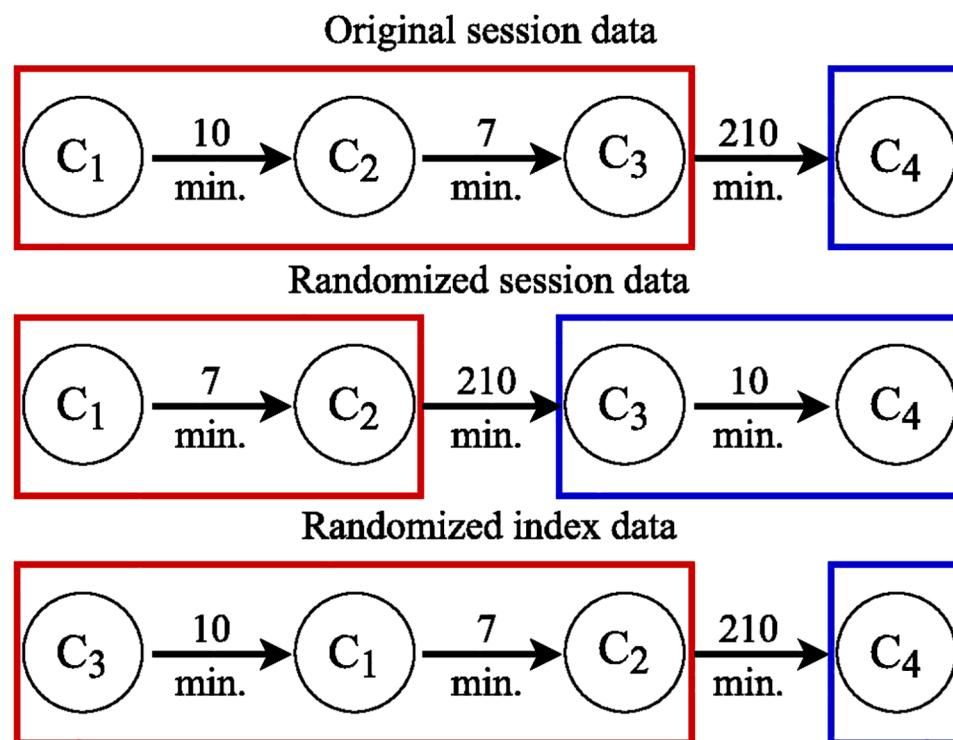 Original session data
10 7 210
C₁ C₂ C₃ C₄
min. min. min.
Randomized session data
7 210 10
C₁ C₂ C₃ C₄
min. min. min.
Randomized index data
10 7 210
C₃ C₁ C₂ C₄
min. min. min.